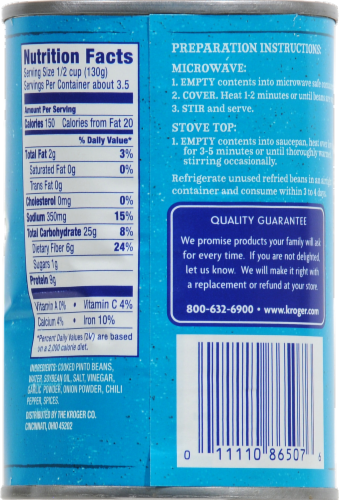 Nutrition Facts
Serving Size 1/2 cup (130g)
Servings Per Container about 3.5
Amount Per Serving
Calories 150 Calories from Fat 20
% Daily Value*
Total Fat 2g 3%
Saturated Fat 0g 0%
Trans Fat 0g
Cholesterol 0mg 0%
Sodium 350mg 15%
Total Carbohydrate 25g 8%
Dietary Fiber 6g 24%
Sugars 1g
Protein 9g
Vitamin A 0% • Vitamin C 4%
Calcium 4% • Iron 10%
*Percent Daily Values (DV) are based
on a 2,000 calorie diet.
INGREDIENTS: COOKED PINTO BEANS,
WATER, SOYBEAN OIL, SALT, VINEGAR,
GARLIC POWDER, ONION POWDER, CHILI
PEPPER, SPICES.
DISTRIBUTED BY THE KROGER CO.
CINCINNATI, OHIO 45202
PREPARATION INSTRUCTIONS:
MICROWAVE:
1. EMPTY contents into microwave safe
2. COVER. Heat 1-2 minutes or until
3. STIR and serve.
STOVE TOP:
1. EMPTY contents into saucepan, heat
for 3-5 minutes or until thoroughly
stirring occasionally.
Refrigerate unused refried beans in an
container and consume within 3 to 4 days.
QUALITY GUARANTEE
We promise products your family will ask
for every time. If you are not delighted,
let us know. We will make it right with
a replacement or refund at your store.
800-632-6900 • www.kroger.com
0 11110 86507 6